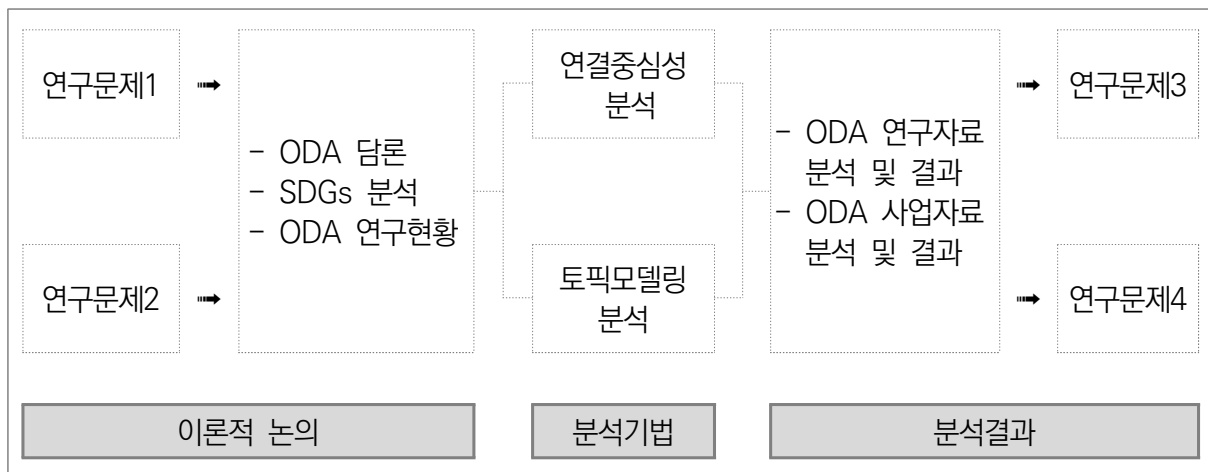 연구문제1
연구문제2
- ODA 담론
- SDGs 분석
- ODA 연구현황
연결중심성
분석
토픽모델링
분석
- ODA 연구자료
분석 및 결과
- ODA 사업자료
분석 및 결과
연구문제3
연구문제4
이론적 논의
분석기법
분석결과